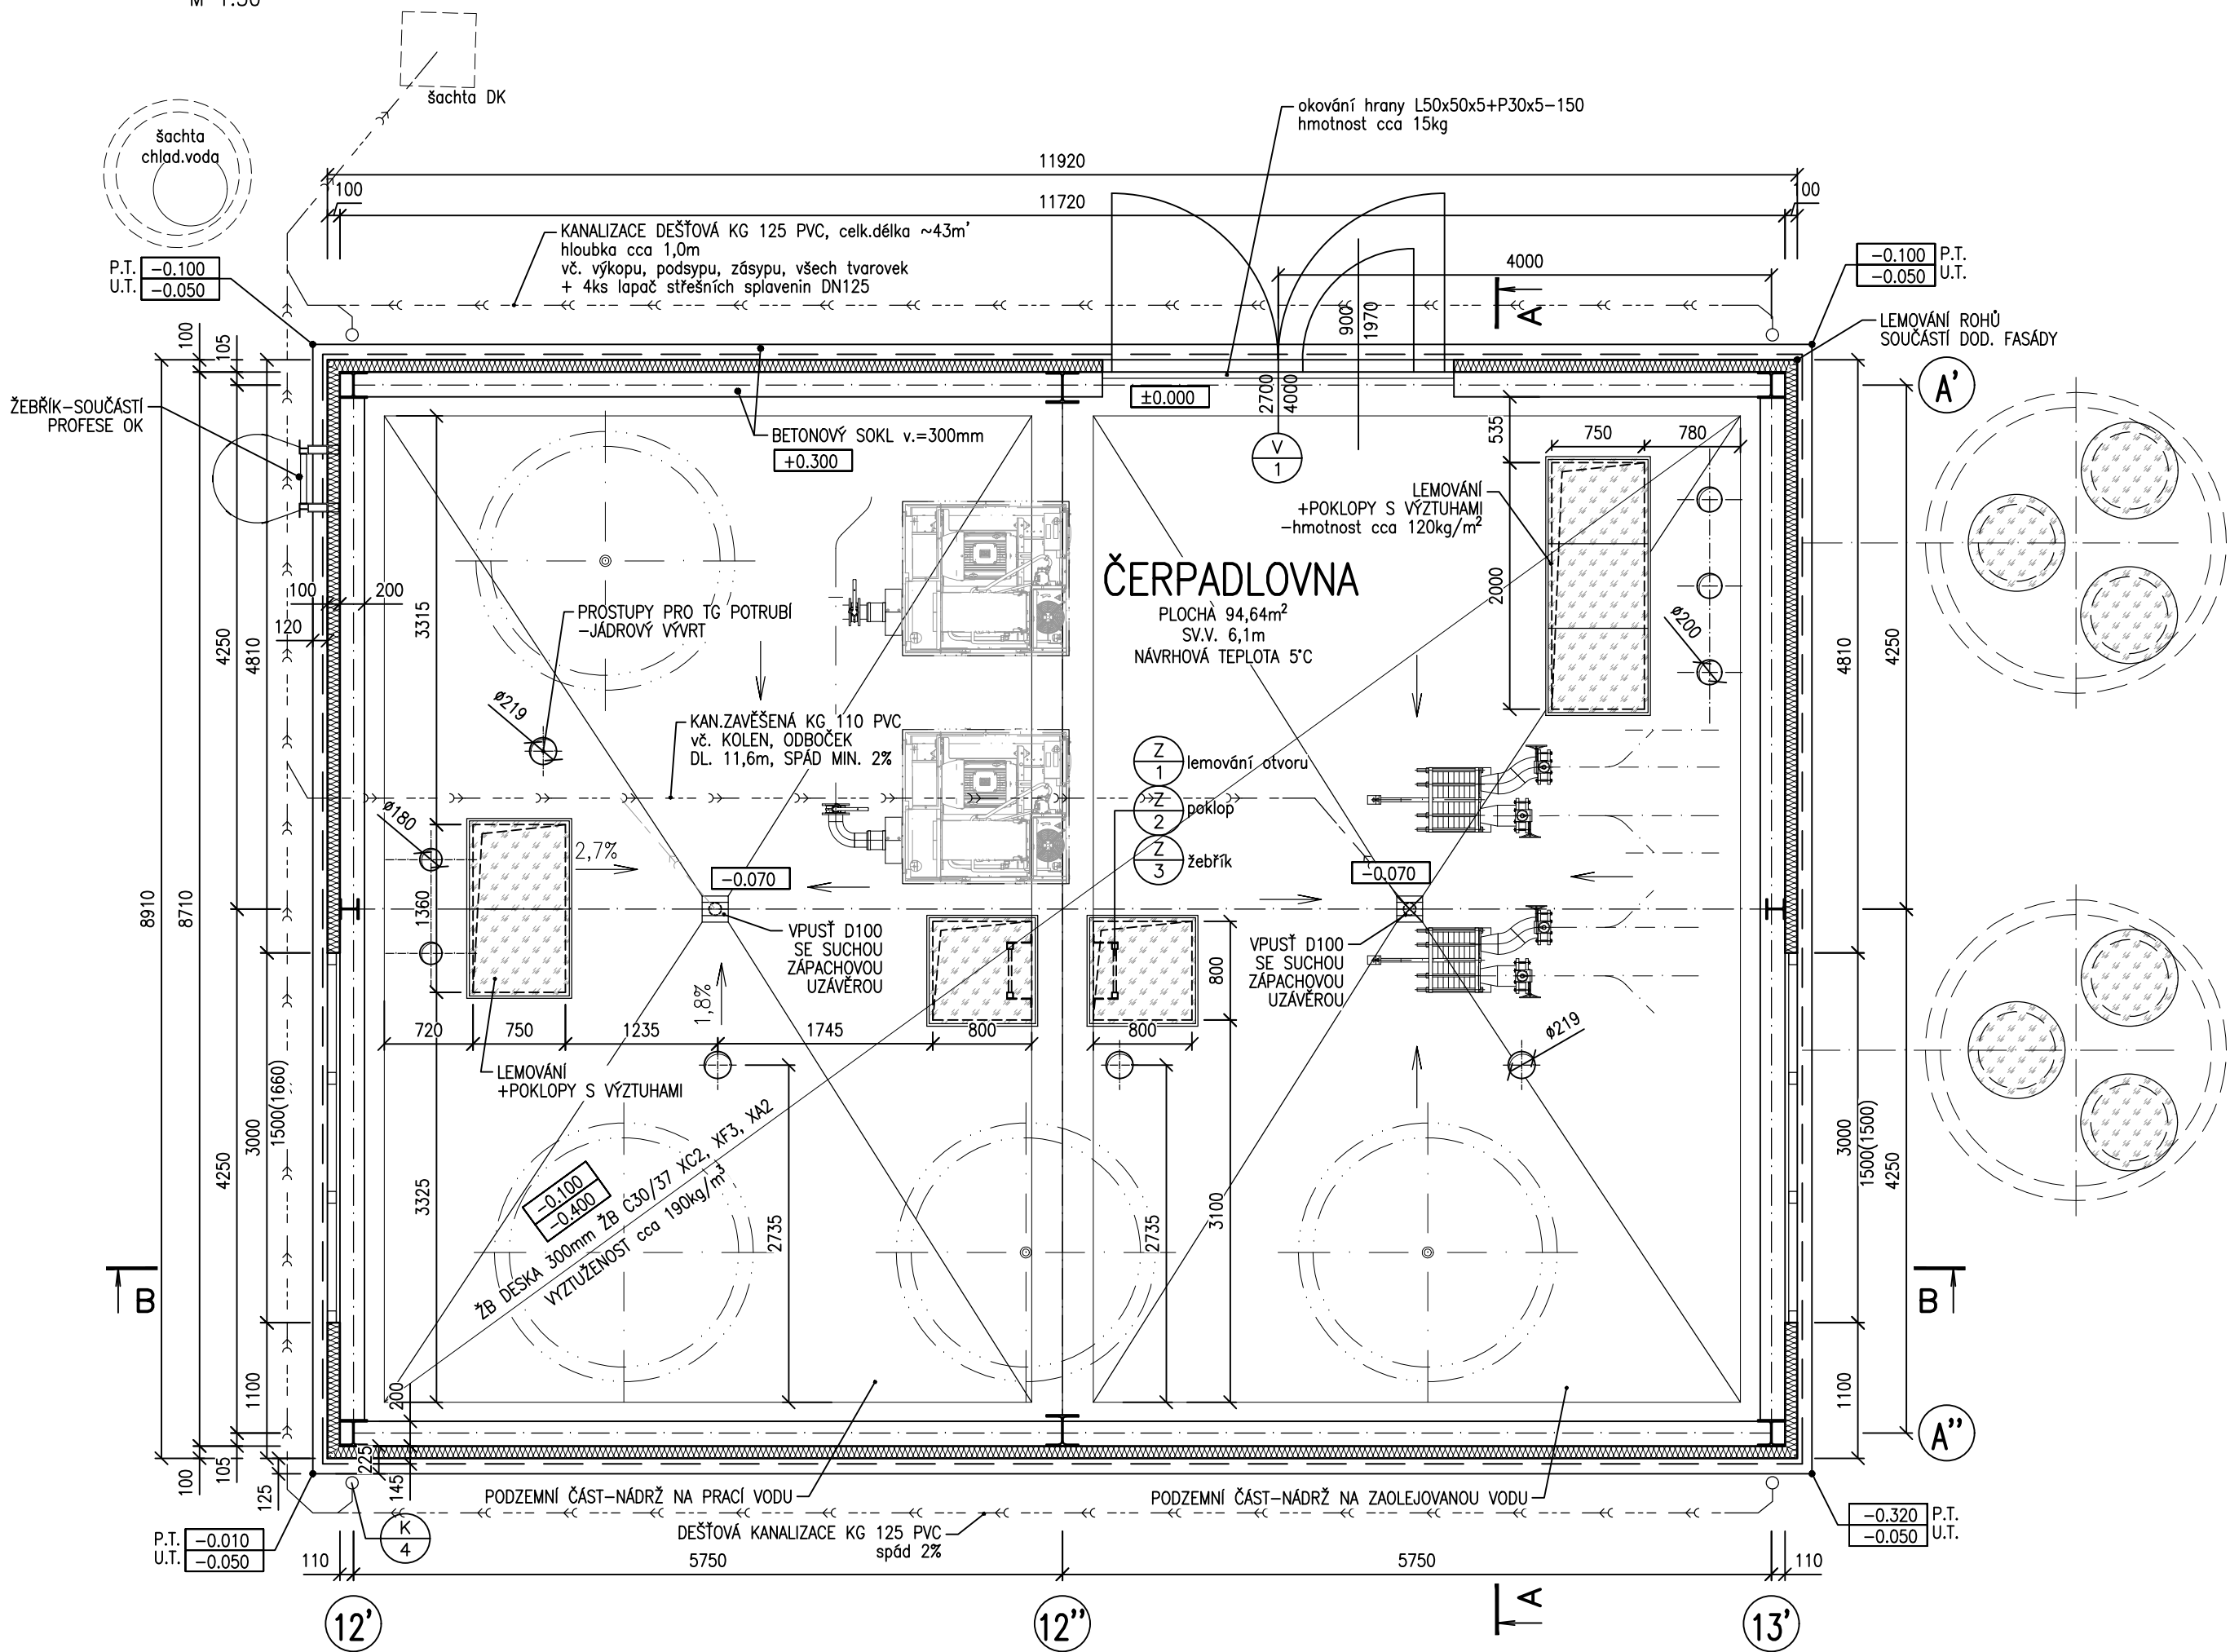 šachta DK
šachta
chlad.voda
okování hrany L50x50x5+P30x5-150
hmotnost cca 15kg
11920
100
11720
100
KANALIZACE DEŠŤOVÁ KG 125 PVC, celk.délka ~43m'
hloubka cca 1,0m
vč. výkopu, podsypu, zásypu, všech tvarovek
+ 4ks lapač střešních splavenin DN125
P.T. -0.100
U.T. -0.050
4000
-0.100 P.T.
-0.050 U.T.
A
900
1970
LEMOVÁNÍ ROHŮ
SOUČÁSTÍ DOD. FASÁDY
100
105
A'
ŽEBŘÍK-SOUČÁSTÍ
PROFESE OK
±0.000
2700
4000
V
1
BETONOVÝ SOKL v.=300mm
+0.300
535
750
780
LEMOVÁNÍ
+POKLOPY S VÝZTUHAMI
-hmotnost cca 120kg/m²
2000
ø200
ČERPADLOVNA
PLOCHA 94,64m²
SV.V. 6,1m
NÁVRHOVÁ TEPLOTA 5°C
100
200
120
3315
4250
4810
4810
4250
PROSTUPY PRO TG POTRUBÍ
-JÁDROVÝ VÝVRT
ø219
KAN.ZAVĚŠENÁ KG 110 PVC
vč. KOLEN, ODBOČEK
DL. 11,6m, SPÁD MIN. 2%
Z
1
lemování otvoru
Z
2
poklop
Z
3
žebřík
ø180
2,7%
-0.070
-0.070
8910
8710
1360
VPUSŤ D100
SE SUCHOU
ZÁPACHOVOU
UZÁVĚROU
VPUSŤ D100
SE SUCHOU
ZÁPACHOVOU
UZÁVĚROU
800
1,8%
720
750
1235
1745
800
800
ø219
LEMOVÁNÍ
+POKLOPY S VÝZTUHAMI
3000
1500(1660)
4250
3325
-0.100
-0.400
ŽB DESKA 300mm ŽB C30/37 XC2, XF3, XA2
VYZTUŽENOST cca 190kg/m³
2735
2735
3100
3000
1500(1500)
4250
B
B
1100
200
1100
A''
100
105
125
225
145
PODZEMNÍ ČÁST-NÁDRŽ NA PRACÍ VODU
PODZEMNÍ ČÁST-NÁDRŽ NA ZAOLEJOVANOU VODU
DEŠŤOVÁ KANALIZACE KG 125 PVC
spád 2%
P.T. -0.010
U.T. -0.050
K
4
-0.320 P.T.
-0.050 U.T.
110
5750
5750
110
A
12'
12''
13'